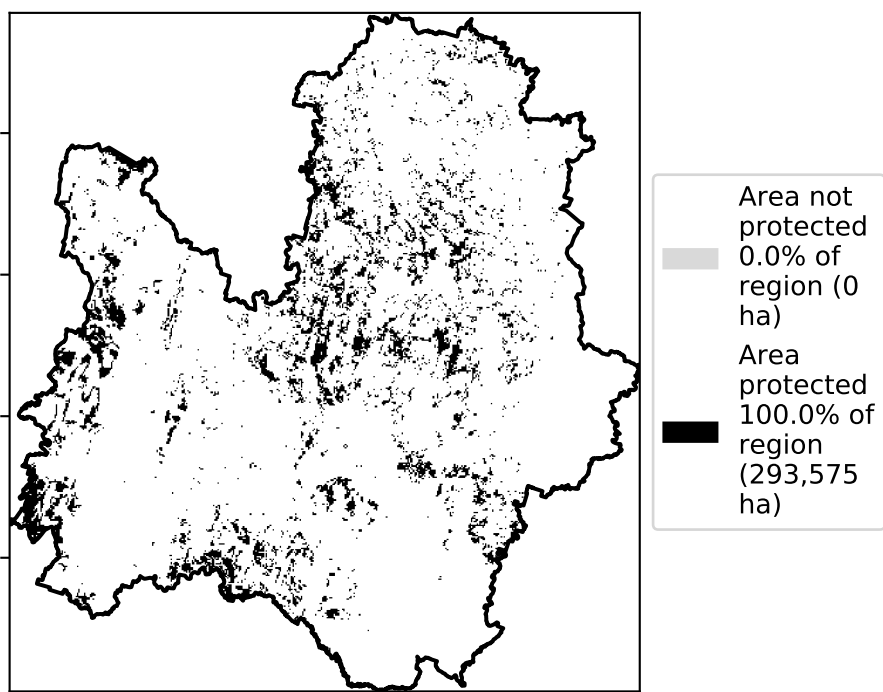 Area not
protected
0.0% of
region (0
ha)
Area
protected
100.0% of
region
(293,575
ha)